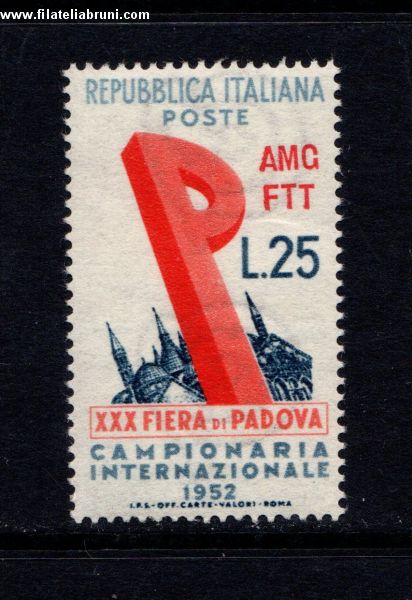 www.filateliabruni.com
REPUBBLICA ITALIANA
POSTE
P
AMG
FTT
L.25
XXX FIERA DI PADOVA
CAMPIONARIA
INTERNAZIONALE
1952
I.P.S.-OFF.CARTE-VALORI-ROMA